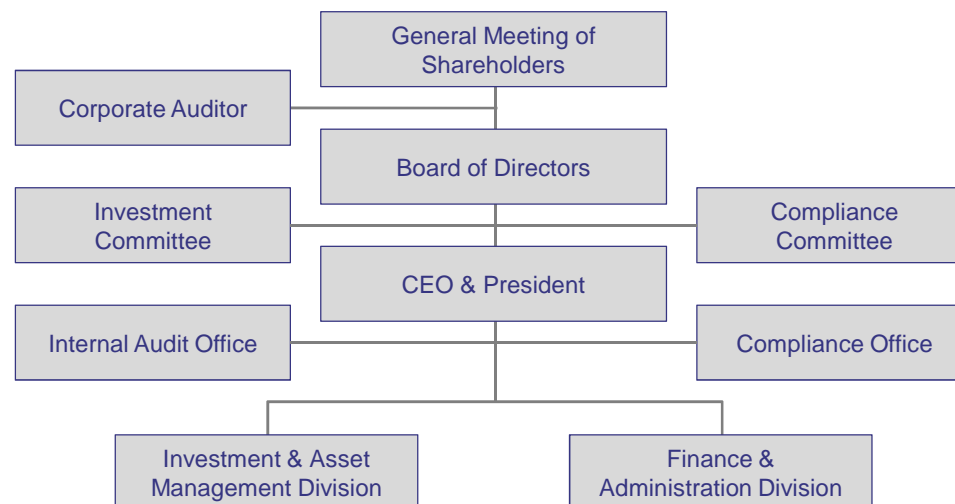 General Meeting of
Shareholders
Corporate Auditor
Board of Directors
Investment
Committee
Compliance
Committee
CEO & President
Internal Audit Office
Compliance Office
Investment & Asset
Management Division
Finance &
Administration Division